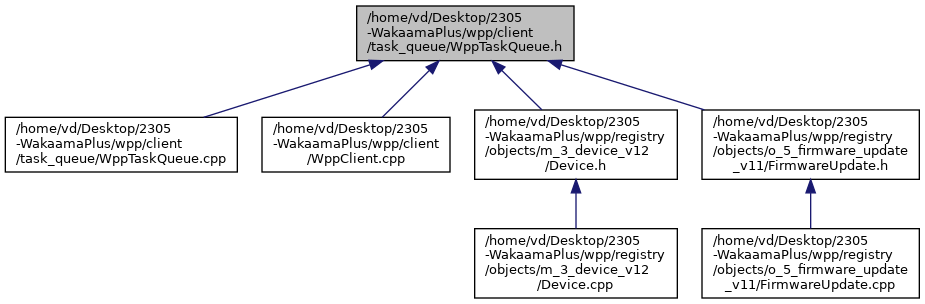 /home/vd/Desktop/2305
-WakaamaPlus/wpp/client
/task_queue/WppTaskQueue.h
/home/vd/Desktop/2305
-WakaamaPlus/wpp/client
/task_queue/WppTaskQueue.cpp
/home/vd/Desktop/2305
-WakaamaPlus/wpp/client
/WppClient.cpp
/home/vd/Desktop/2305
-WakaamaPlus/wpp/registry
/objects/m_3_device_v12
/Device.h
/home/vd/Desktop/2305
-WakaamaPlus/wpp/registry
/objects/o_5_firmware_update
_v11/FirmwareUpdate.h
/home/vd/Desktop/2305
-WakaamaPlus/wpp/registry
/objects/m_3_device_v12
/Device.cpp
/home/vd/Desktop/2305
-WakaamaPlus/wpp/registry
/objects/o_5_firmware_update
_v11/FirmwareUpdate.cpp